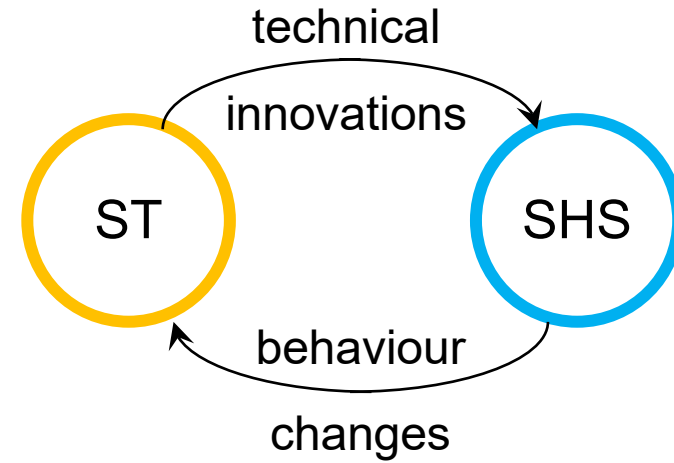 technical
innovations
ST
SHS
behaviour
changes